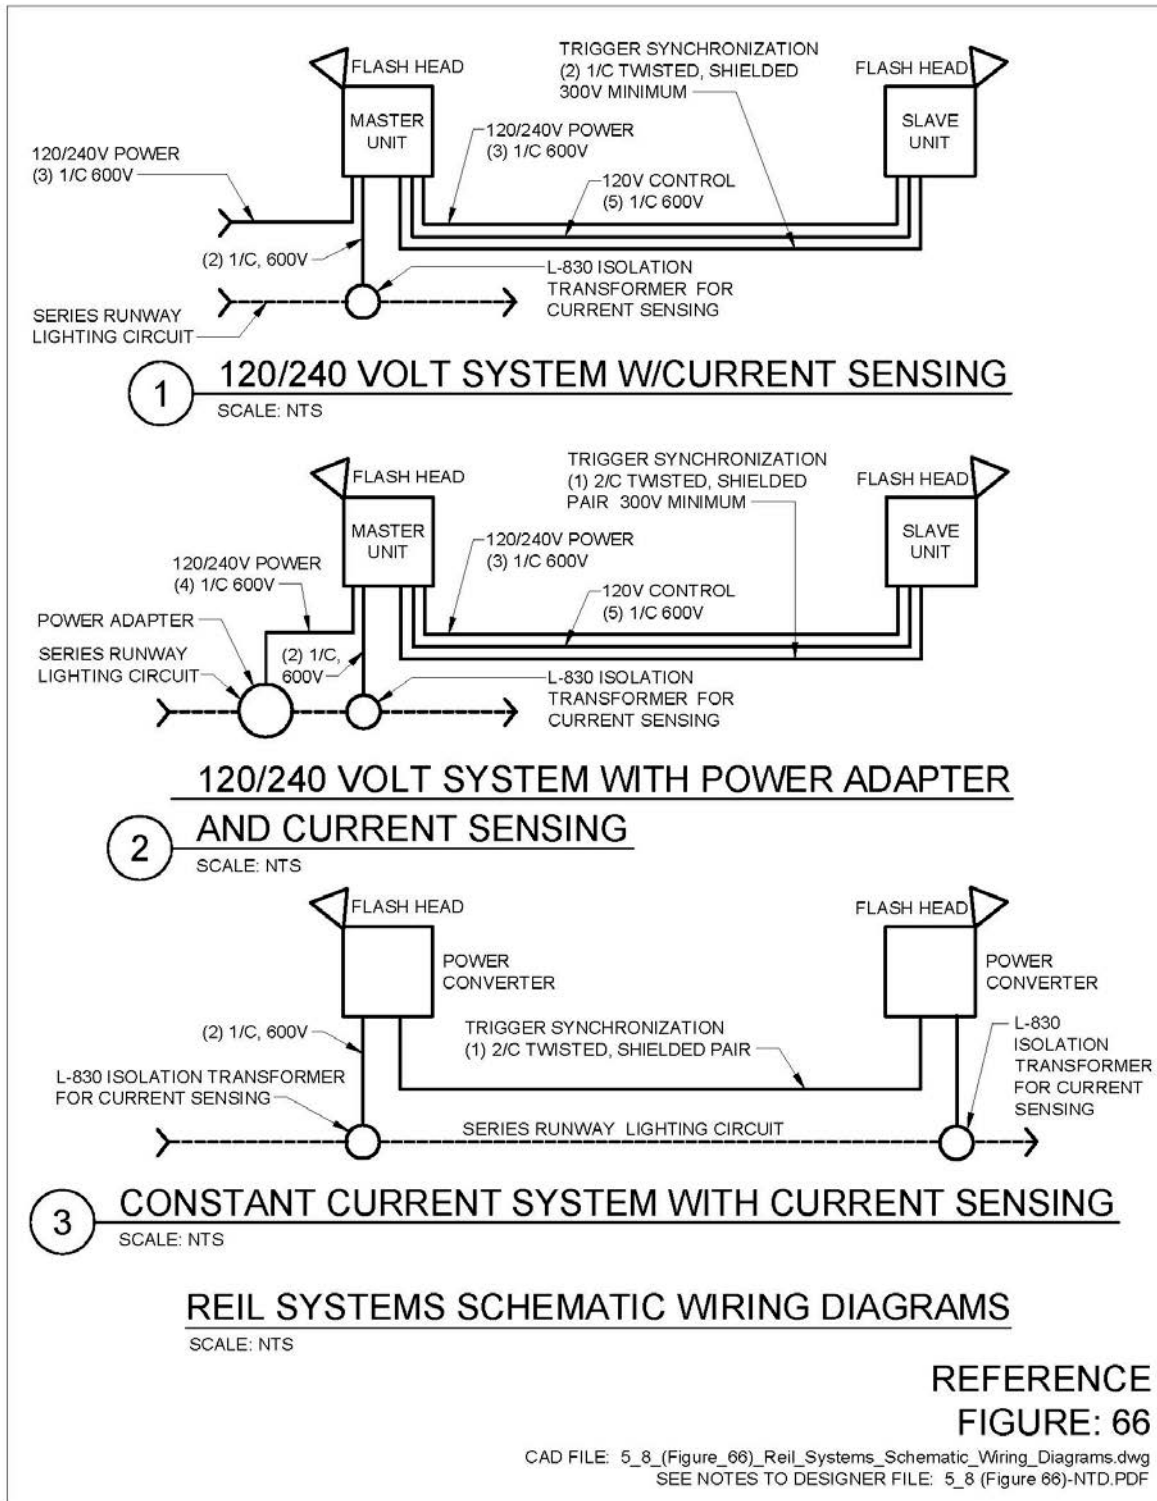 FLASH HEAD
MASTER
UNIT
TRIGGER SYNCHRONIZATION
(2) 1/C TWISTED, SHIELDED
300V MINIMUM
FLASH HEAD
SLAVE
UNIT
120/240V POWER
(3) 1/C 600V
120/240V POWER
(3) 1/C 600V
120V CONTROL
(5) 1/C 600V
(2) 1/C, 600V
L-830 ISOLATION
TRANSFORMER FOR
CURRENT SENSING
SERIES RUNWAY
LIGHTING CIRCUIT
1
120/240 VOLT SYSTEM W/CURRENT SENSING
SCALE: NTS
FLASH HEAD
MASTER
UNIT
TRIGGER SYNCHRONIZATION
(1) 2/C TWISTED, SHIELDED
PAIR 300V MINIMUM
FLASH HEAD
SLAVE
UNIT
120/240V POWER
(4) 1/C 600V
120/240V POWER
(3) 1/C 600V
120V CONTROL
(5) 1/C 600V
POWER ADAPTER
SERIES RUNWAY
LIGHTING CIRCUIT
(2) 1/C,
600V
L-830 ISOLATION
TRANSFORMER FOR
CURRENT SENSING
2
120/240 VOLT SYSTEM WITH POWER ADAPTER
AND CURRENT SENSING
SCALE: NTS
FLASH HEAD
POWER
CONVERTER
FLASH HEAD
POWER
CONVERTER
(2) 1/C, 600V
TRIGGER SYNCHRONIZATION
(1) 2/C TWISTED, SHIELDED PAIR
L-830
ISOLATION
TRANSFORMER
FOR CURRENT
SENSING
L-830 ISOLATION TRANSFORMER
FOR CURRENT SENSING
SERIES RUNWAY LIGHTING CIRCUIT
3
CONSTANT CURRENT SYSTEM WITH CURRENT SENSING
SCALE: NTS
REIL SYSTEMS SCHEMATIC WIRING DIAGRAMS
SCALE: NTS
REFERENCE
FIGURE: 66
CAD FILE: 5_8_(Figure_66)_Reil_Systems_Schematic_Wiring_Diagrams.dwg
SEE NOTES TO DESIGNER FILE: 5_8 (Figure 66)-NTD.PDF